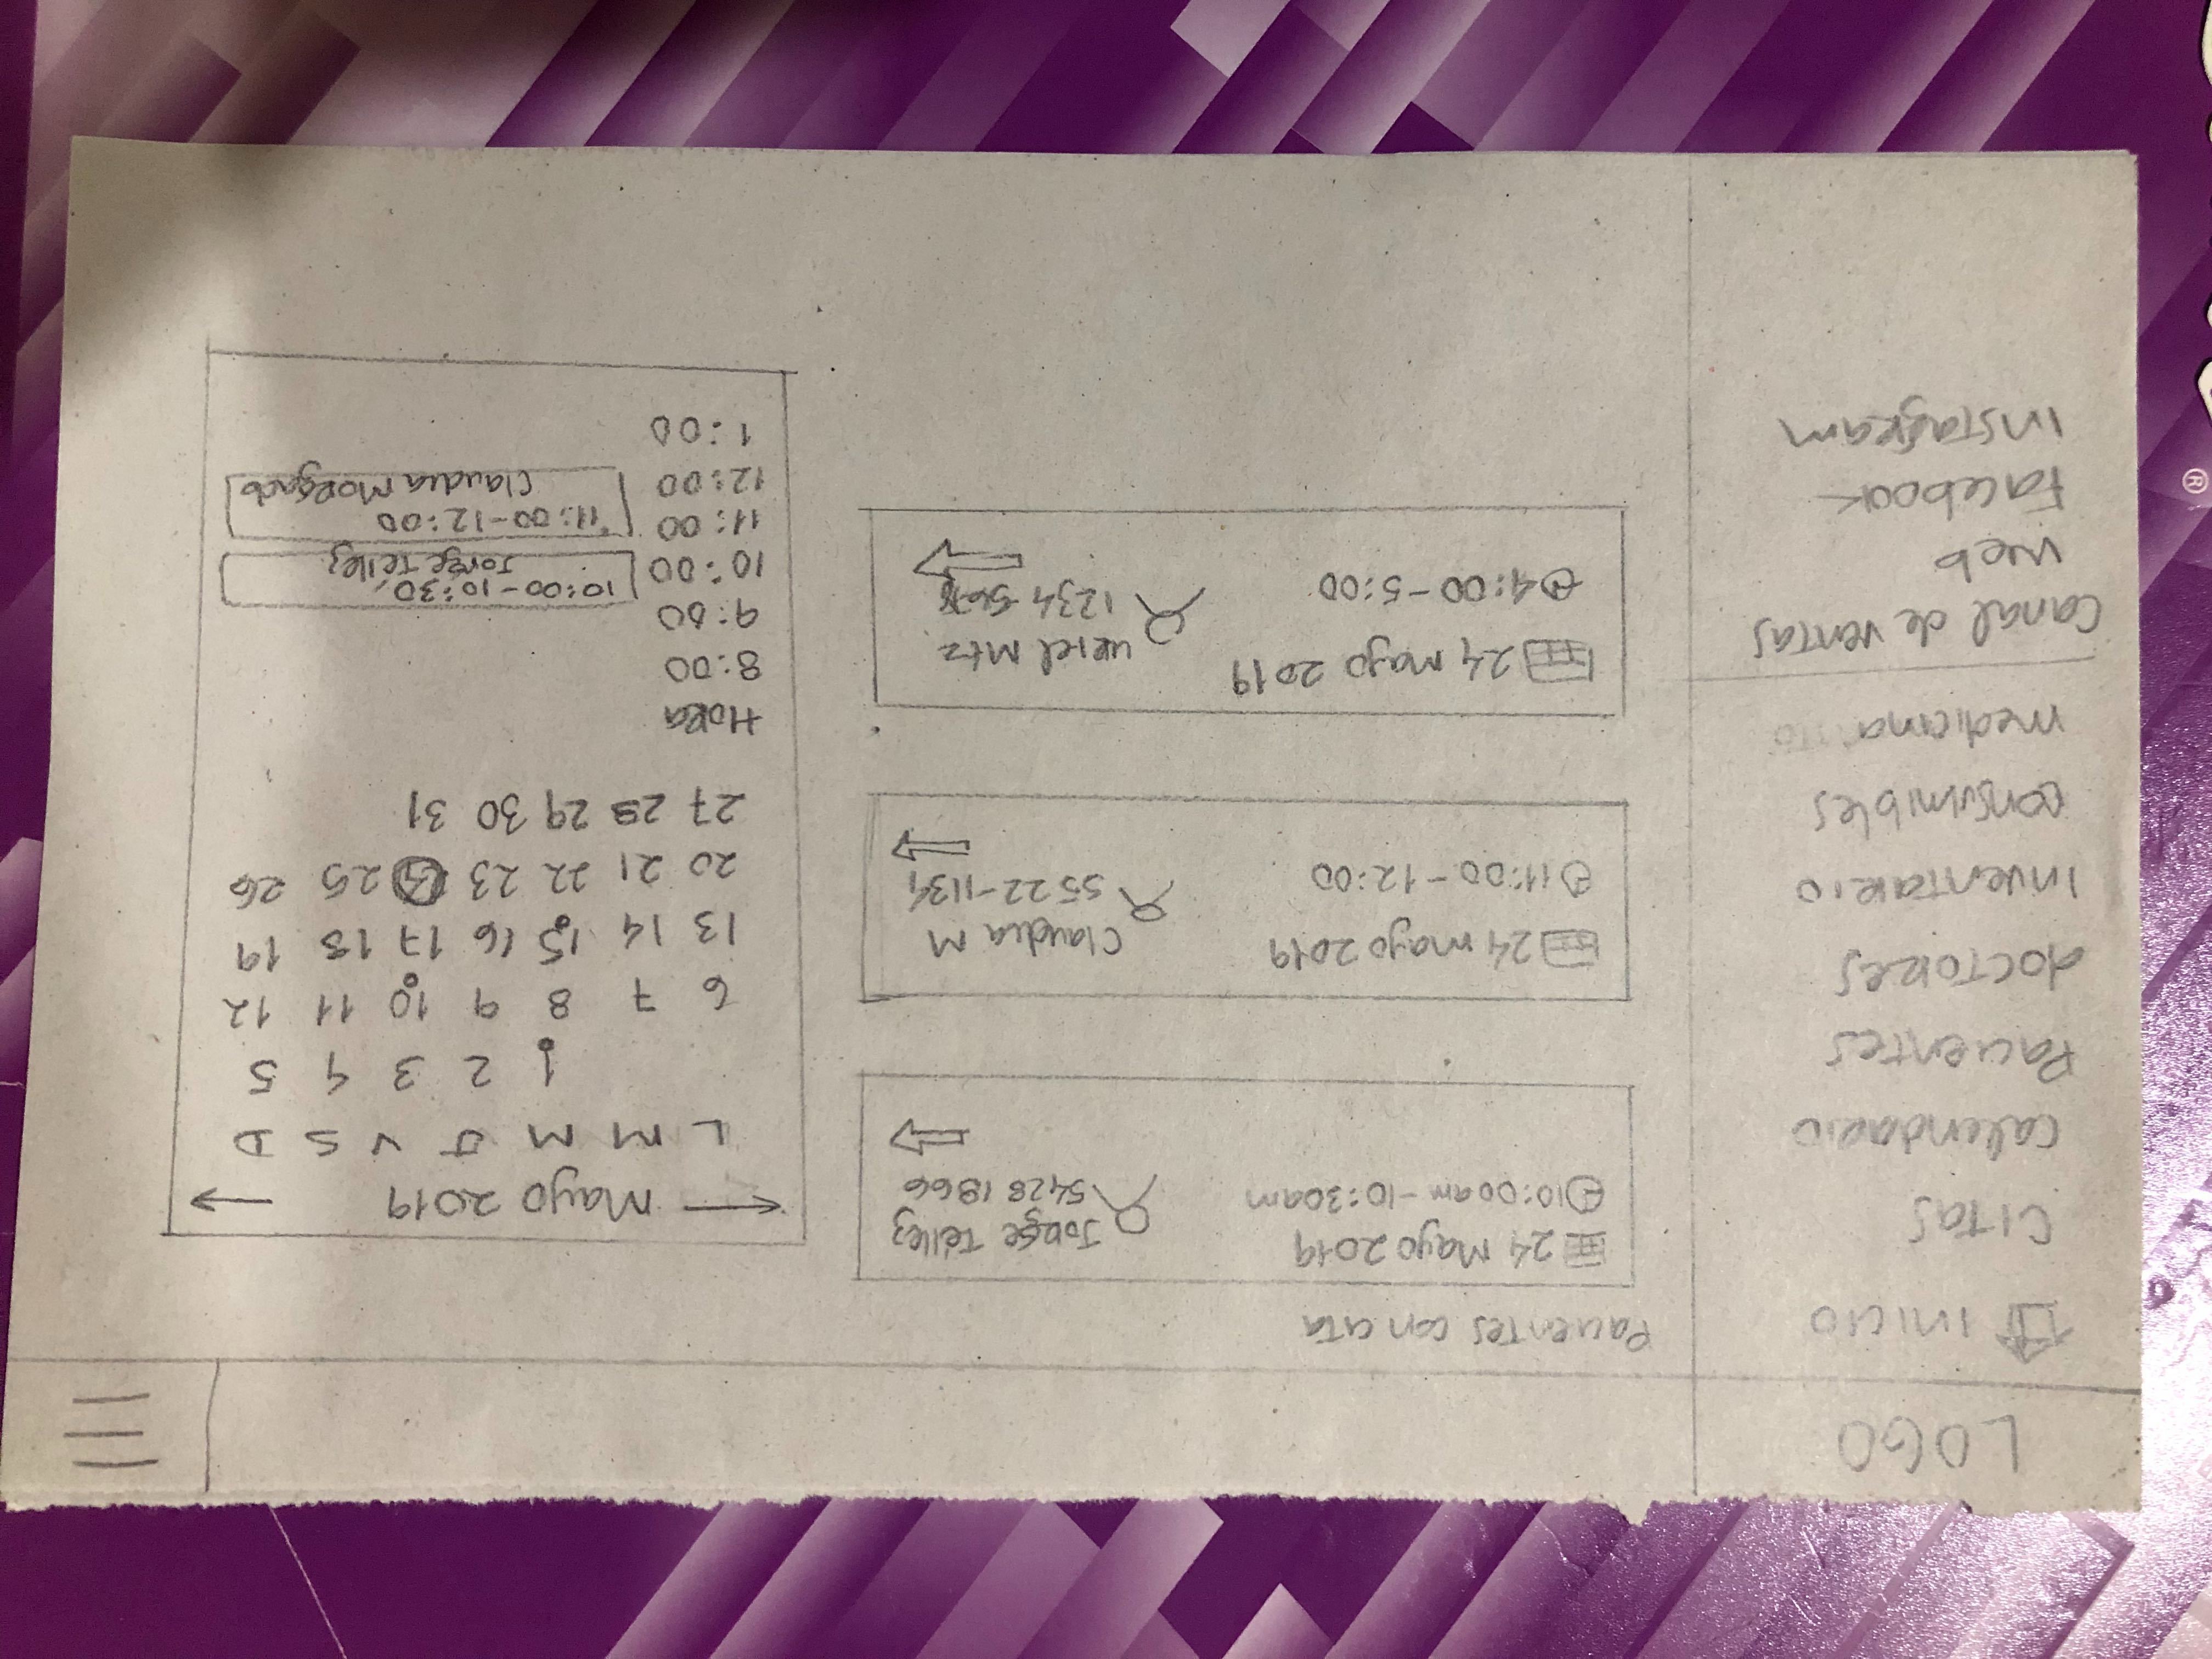 LOGO
Inicio
Citas
Calendario
Pacientes
doctores
Inventario
consumibles
medicina
Canal de ventas
Web
Facebook
Instagram
Pacientes con cita
24 Mayo 2019
10:00am - 10:30am
Jorge Téllez
5428 1866
24 mayo 2019
11:00 - 12:00
Claudia M
5522-1134
24 mayo 2019
4:00 - 5:00
Uriel Mtz
1234 5678
Mayo 2019
L M M J V S D
1 2 3 4 5
6 7 8 9 10 11 12
13 14 15 16 17 18 19
20 21 22 23 24 25 26
27 28 29 30 31
Hora
8:00
9:00
10:00
10:00 - 10:30
Jorge Téllez
11:00
11:00 - 12:00
12:00
Claudia Morgado
1:00
®